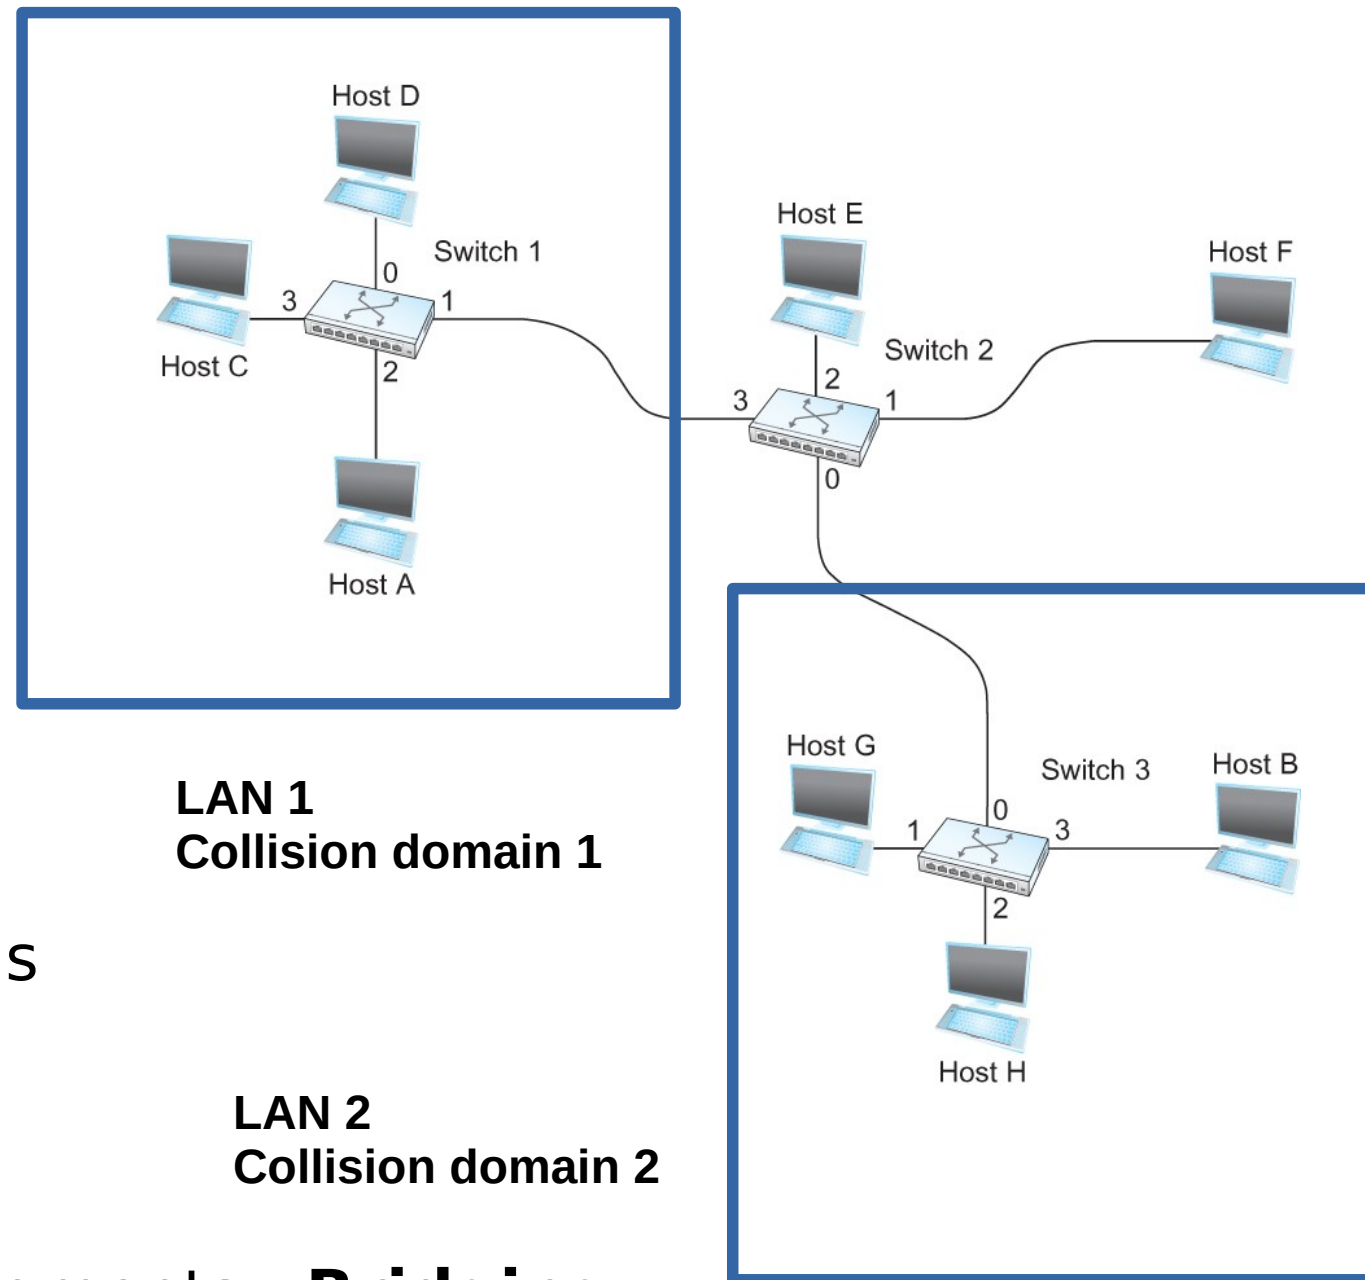 Host D
Host E
Host F
Switch 1
0
3
1
Host C
2
Switch 2
2
3
1
0
Host A
LAN 1
Collision domain 1
Host G
Switch 3
Host B
0
1
3
2
s
Host H
LAN 2
Collision domain 2